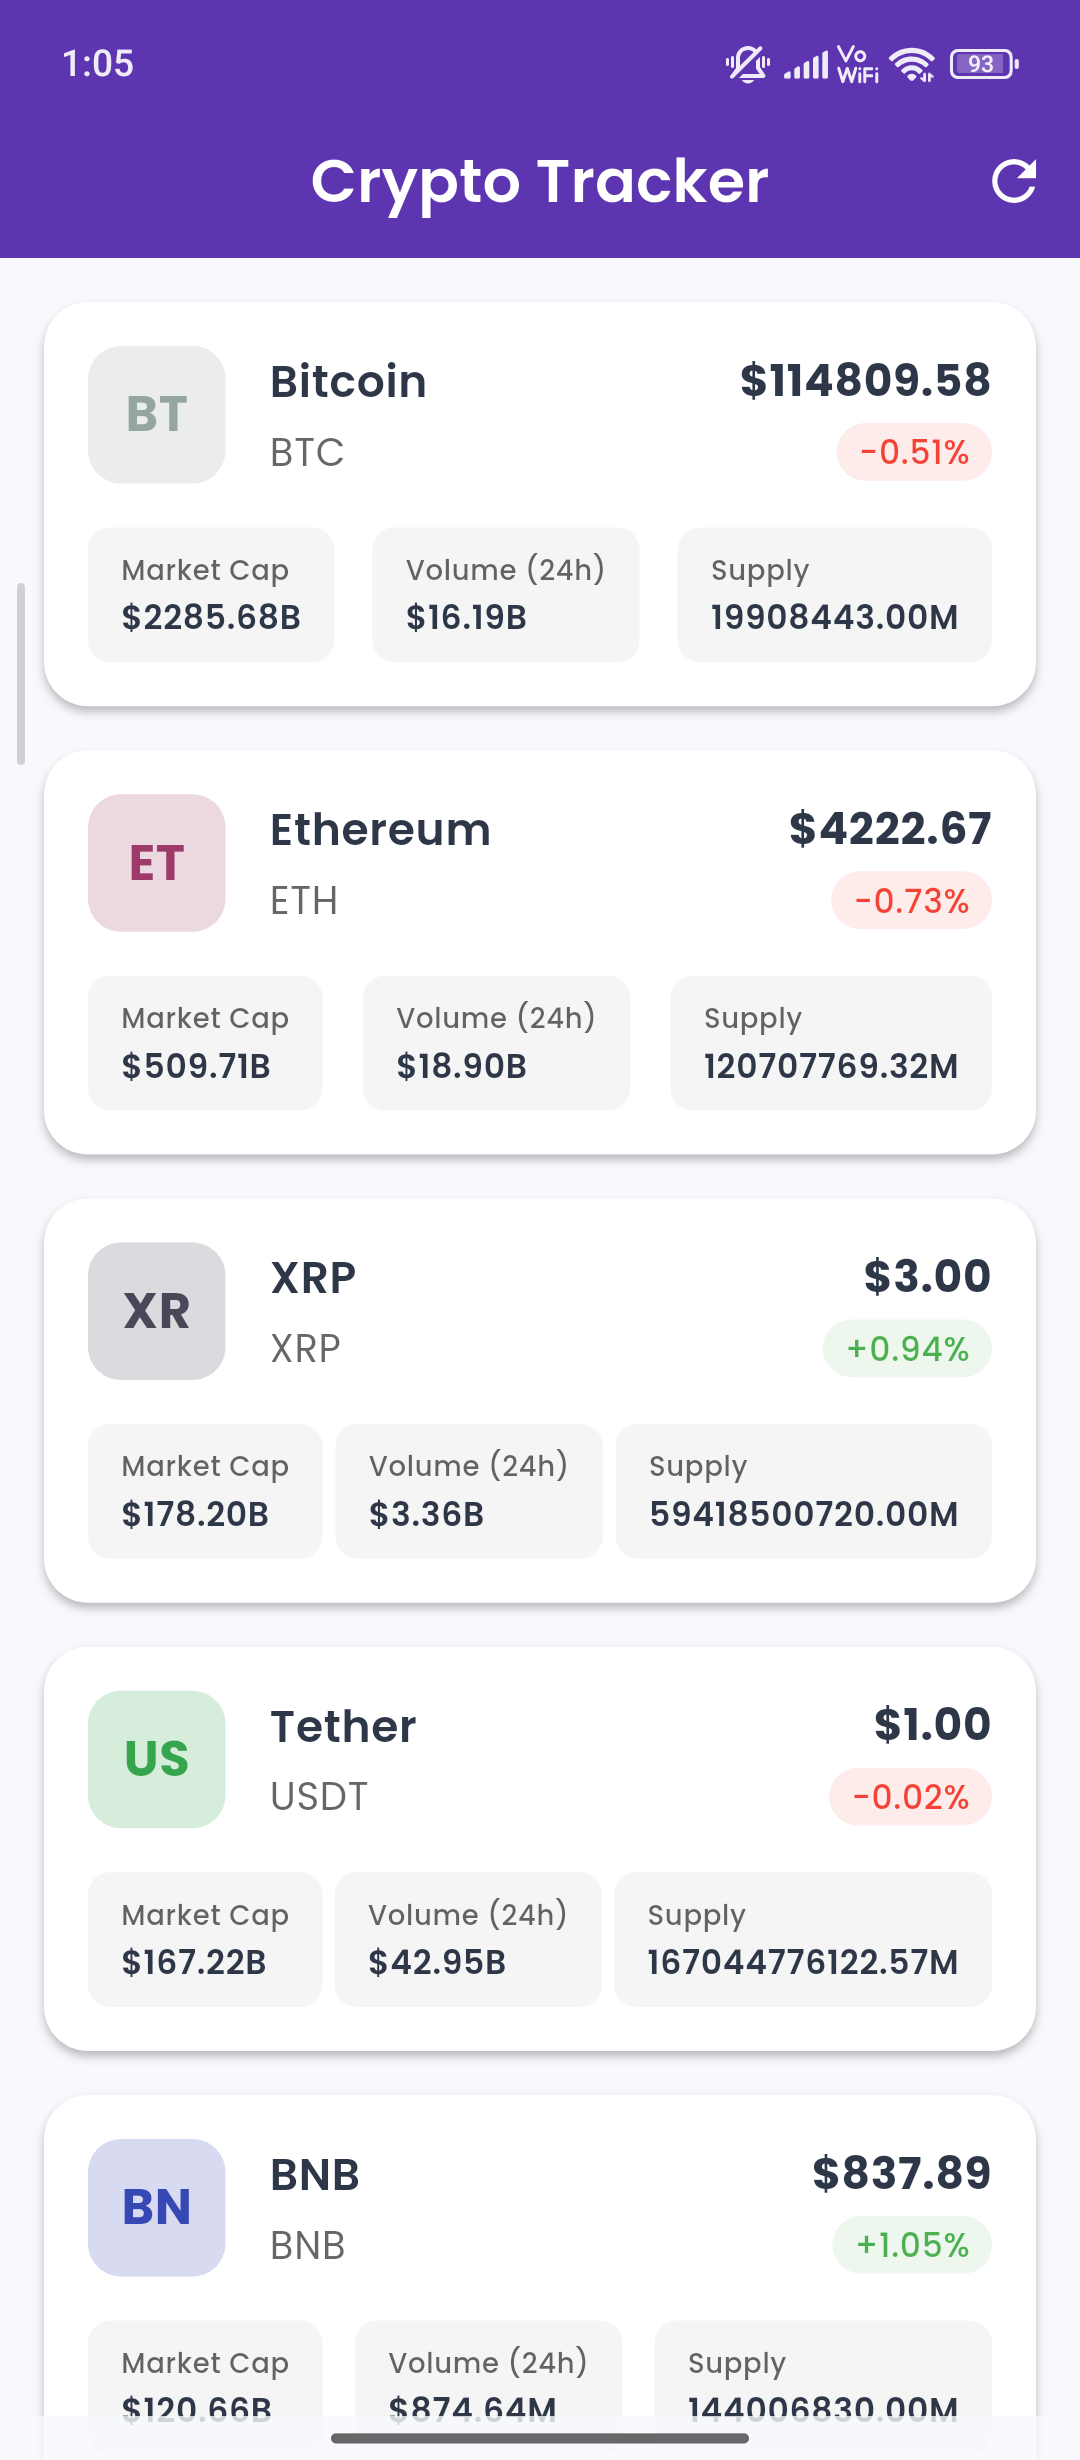 1:05
Vo
WiFi
93
Crypto Tracker
BT
Bitcoin
$114809.58
BTC
-0.51%
Market Cap
Volume (24h)
Supply
$2285.68B
$16.19B
19908443.00M
ET
Ethereum
$4222.67
ETH
-0.73%
Market Cap
Volume (24h)
Supply
$509.71B
$18.90B
120707769.32M
XR
XRP
$3.00
XRP
+0.94%
Market Cap
Volume (24h)
Supply
$178.20B
$3.36B
59418500720.00M
US
Tether
$1.00
USDT
-0.02%
Market Cap
Volume (24h)
Supply
$167.22B
$42.95B
167044776122.57M
BN
BNB
$837.89
BNB
+1.05%
Market Cap
Volume (24h)
Supply
$120.66B
$874.64M
144006830.00M